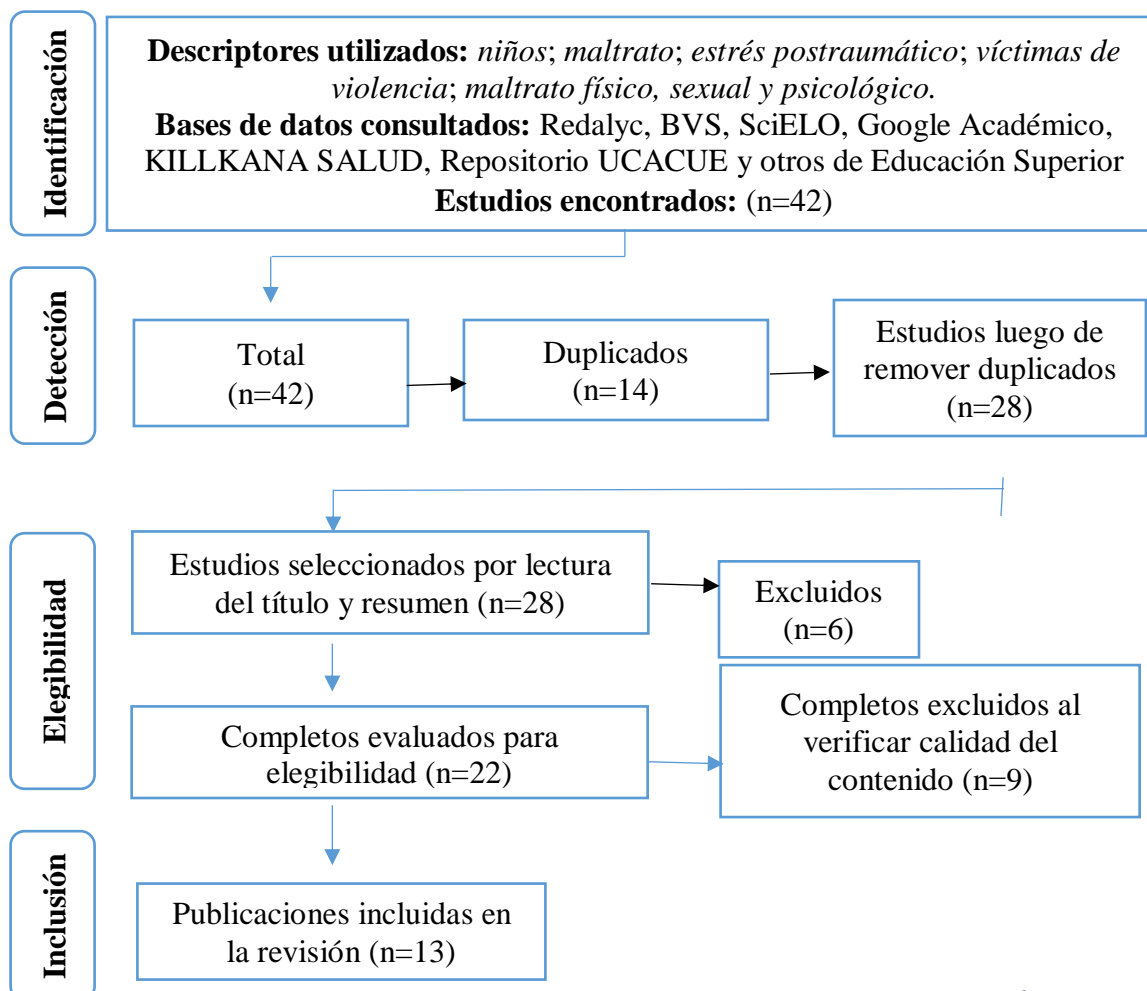 Identificación
Descriptores utilizados: niños; maltrato; estrés postraumático; víctimas de
violencia; maltrato físico, sexual y psicológico.
Bases de datos consultados: Redalyc, BVS, SciELO, Google Académico,
KILLKANA SALUD, Repositorio UCACUE y otros de Educación Superior
Estudios encontrados: (n=42)
Detección
Total
(n=42)
Duplicados
(n=14)
Estudios luego de
remover duplicados
(n=28)
Elegibilidad
Estudios seleccionados por lectura
del título y resumen (n=28)
Excluidos
(n=6)
Completos evaluados para
elegibilidad (n=22)
Completos excluidos al
verificar calidad del
contenido (n=9)
Inclusión
Publicaciones incluidas en
la revisión (n=13)